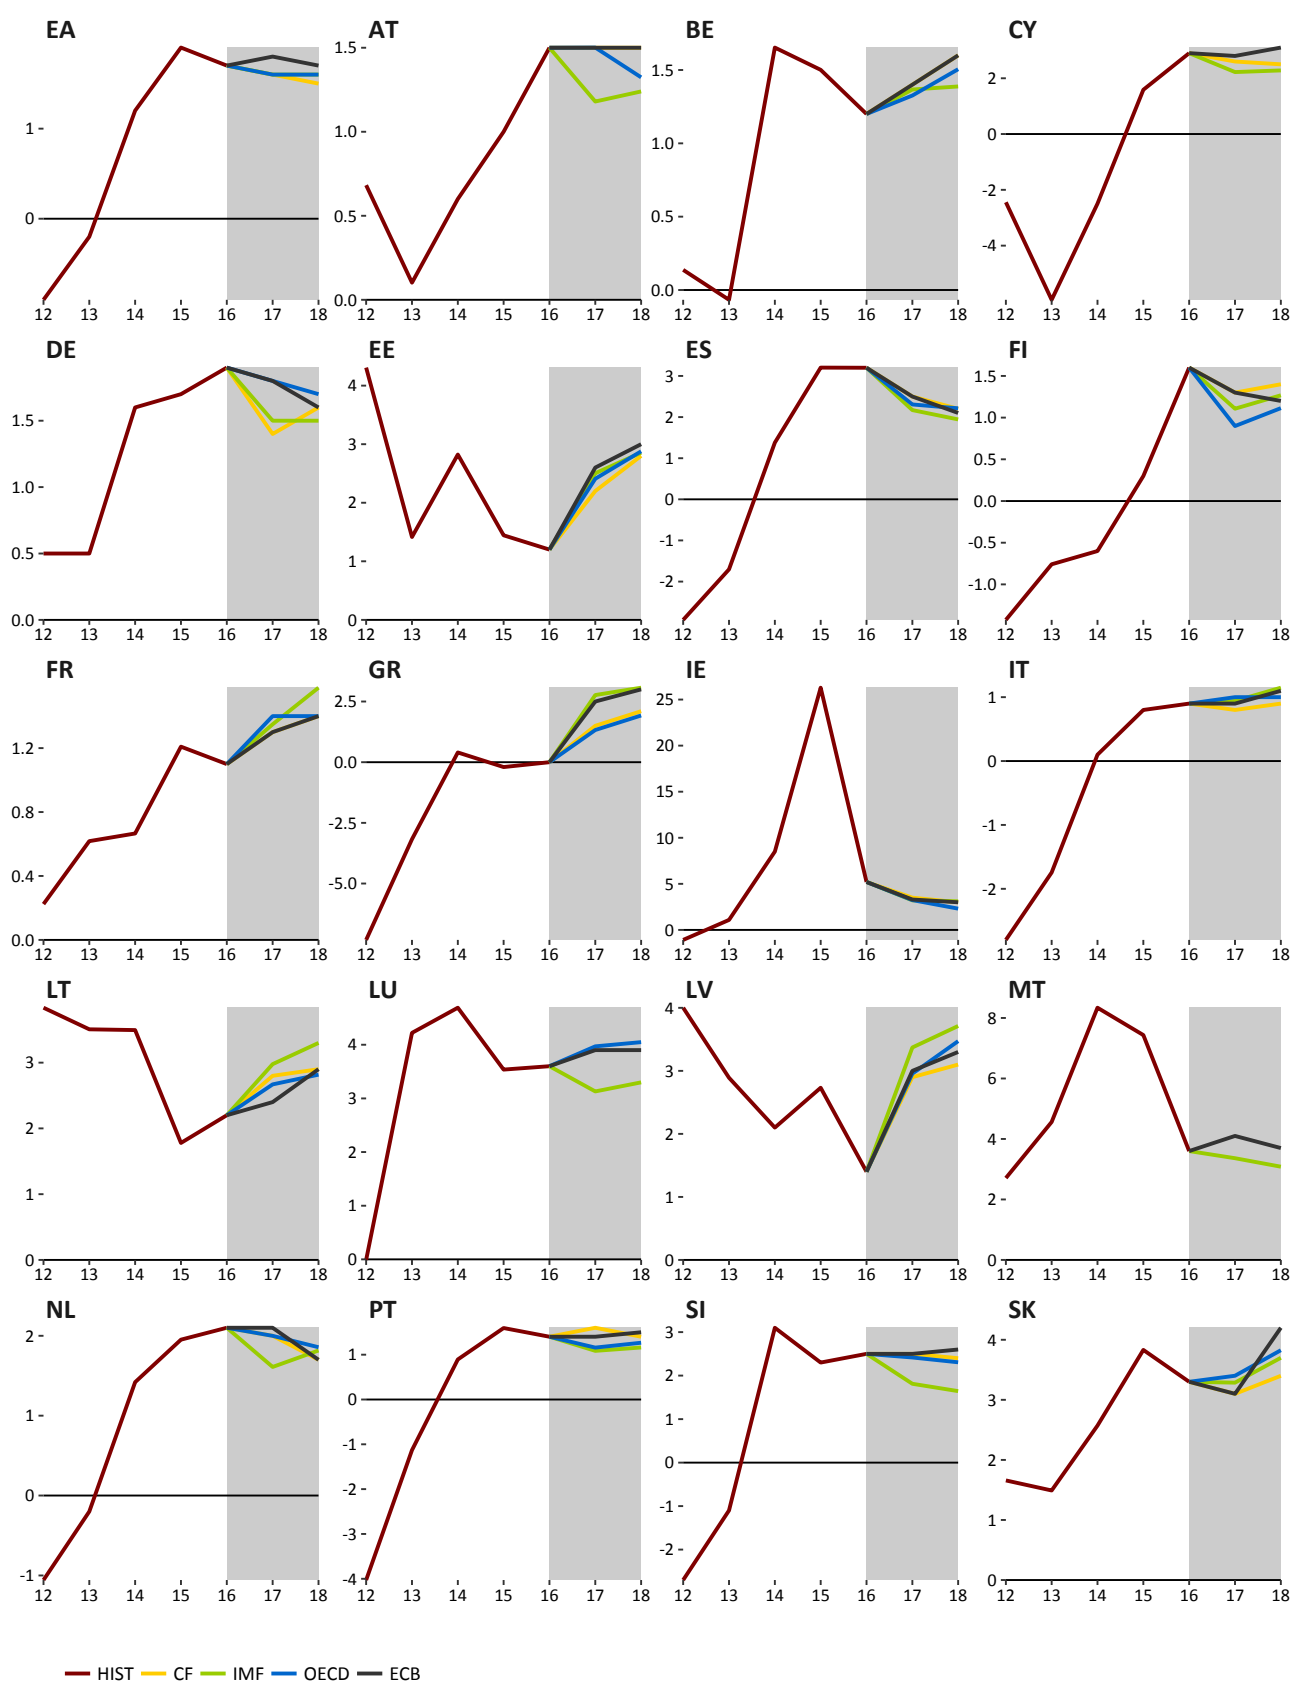 EA AT BE CY
1 0
12 13 14 15 16 17 18
1.5 1.0 0.5 0.0
12 13 14 15 16 17 18
1.5 1.0 0.5 0.0
12 13 14 15 16 17 18
2 0 -2 -4
12 13 14 15 16 17 18
DE EE ES FI
1.5 1.0 0.5 0.0
12 13 14 15 16 17 18
4 3 2 1 0
12 13 14 15 16 17 18
3 2 1 0 -1 -2
12 13 14 15 16 17 18
1.5 1.0 0.5 0.0 -0.5 -1.0
12 13 14 15 16 17 18
FR GR IE IT
1.2 0.8 0.4 0.0
12 13 14 15 16 17 18
2.5 0.0 -2.5 -5.0
12 13 14 15 16 17 18
25 20 15 10 5 0
12 13 14 15 16 17 18
1 0 -1 -2
12 13 14 15 16 17 18
LT LU LV MT
3 2 1 0
12 13 14 15 16 17 18
4 3 2 1 0
12 13 14 15 16 17 18
4 3 2 1 0
12 13 14 15 16 17 18
8 6 4 2 0
12 13 14 15 16 17 18
NL PT SI SK
2 1 0 -1
12 13 14 15 16 17 18
1 0 -1 -2 -3 -4
12 13 14 15 16 17 18
3 2 1 0 -1 -2
12 13 14 15 16 17 18
4 3 2 1 0
12 13 14 15 16 17 18
HIST CF IMF OECD ECB